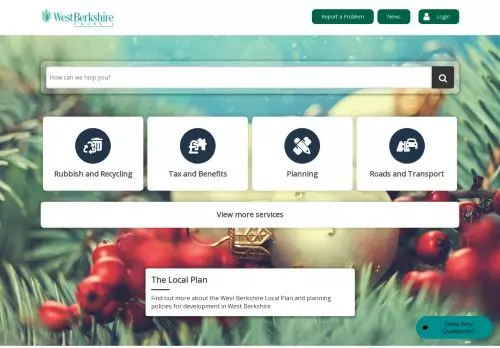 West Berkshire
COUNCIL
Report a Problem
News
Login
How can we help you?
Rubbish and Recycling
Tax and Benefits
Planning
Roads and Transport
View more services
The Local Plan
Find out more about the West Berkshire Local Plan and planning
policies for development in West Berkshire
Have Any
Questions?